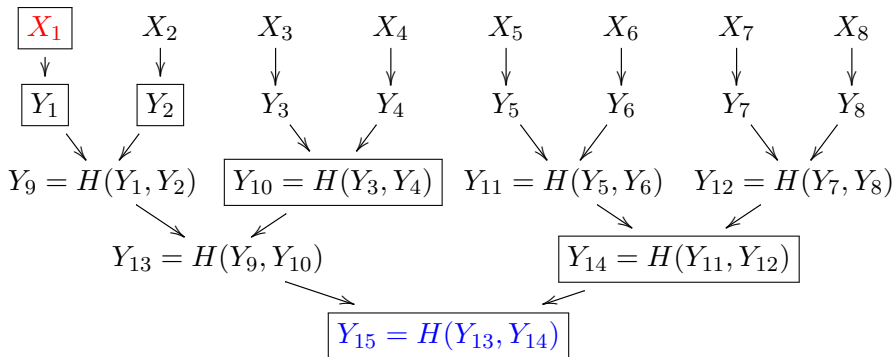 X₁ X₂ X₃ X₄ X₅ X₆ X₇ X₈
Y₁ Y₂ Y₃ Y₄ Y₅ Y₆ Y₇ Y₈
Y₉ = H(Y₁, Y₂) Y₁₀ = H(Y₃, Y₄) Y₁₁ = H(Y₅, Y₆) Y₁₂ = H(Y₇, Y₈)
Y₁₃ = H(Y₉, Y₁₀) Y₁₄ = H(Y₁₁, Y₁₂)
Y₁₅ = H(Y₁₃, Y₁₄)